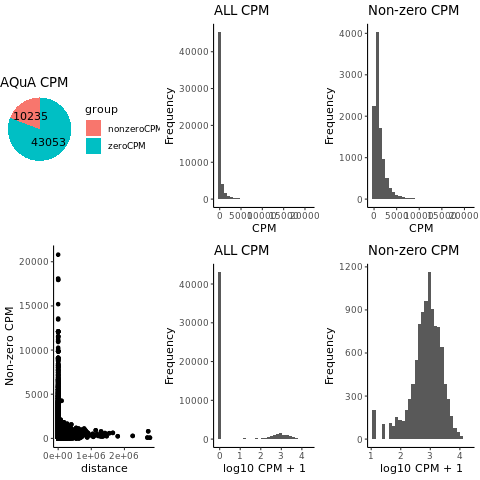 ALL CPM
Non-zero CPM
AQuA CPM
10235
43053
group
nonzeroCPM
zeroCPM
Frequency
40000
30000
20000
10000
0
0 5000 10000 15000 20000
CPM
Frequency
4000
3000
2000
1000
0
0 5000 10000 15000 20000
CPM
ALL CPM
Non-zero CPM
Non-zero CPM
20000
15000
10000
5000
0
0e+00 1e+06 2e+06
distance
Frequency
40000
30000
20000
10000
0
0 1 2 3 4
log10 CPM + 1
Frequency
1200
900
600
300
0
1 2 3 4
log10 CPM + 1